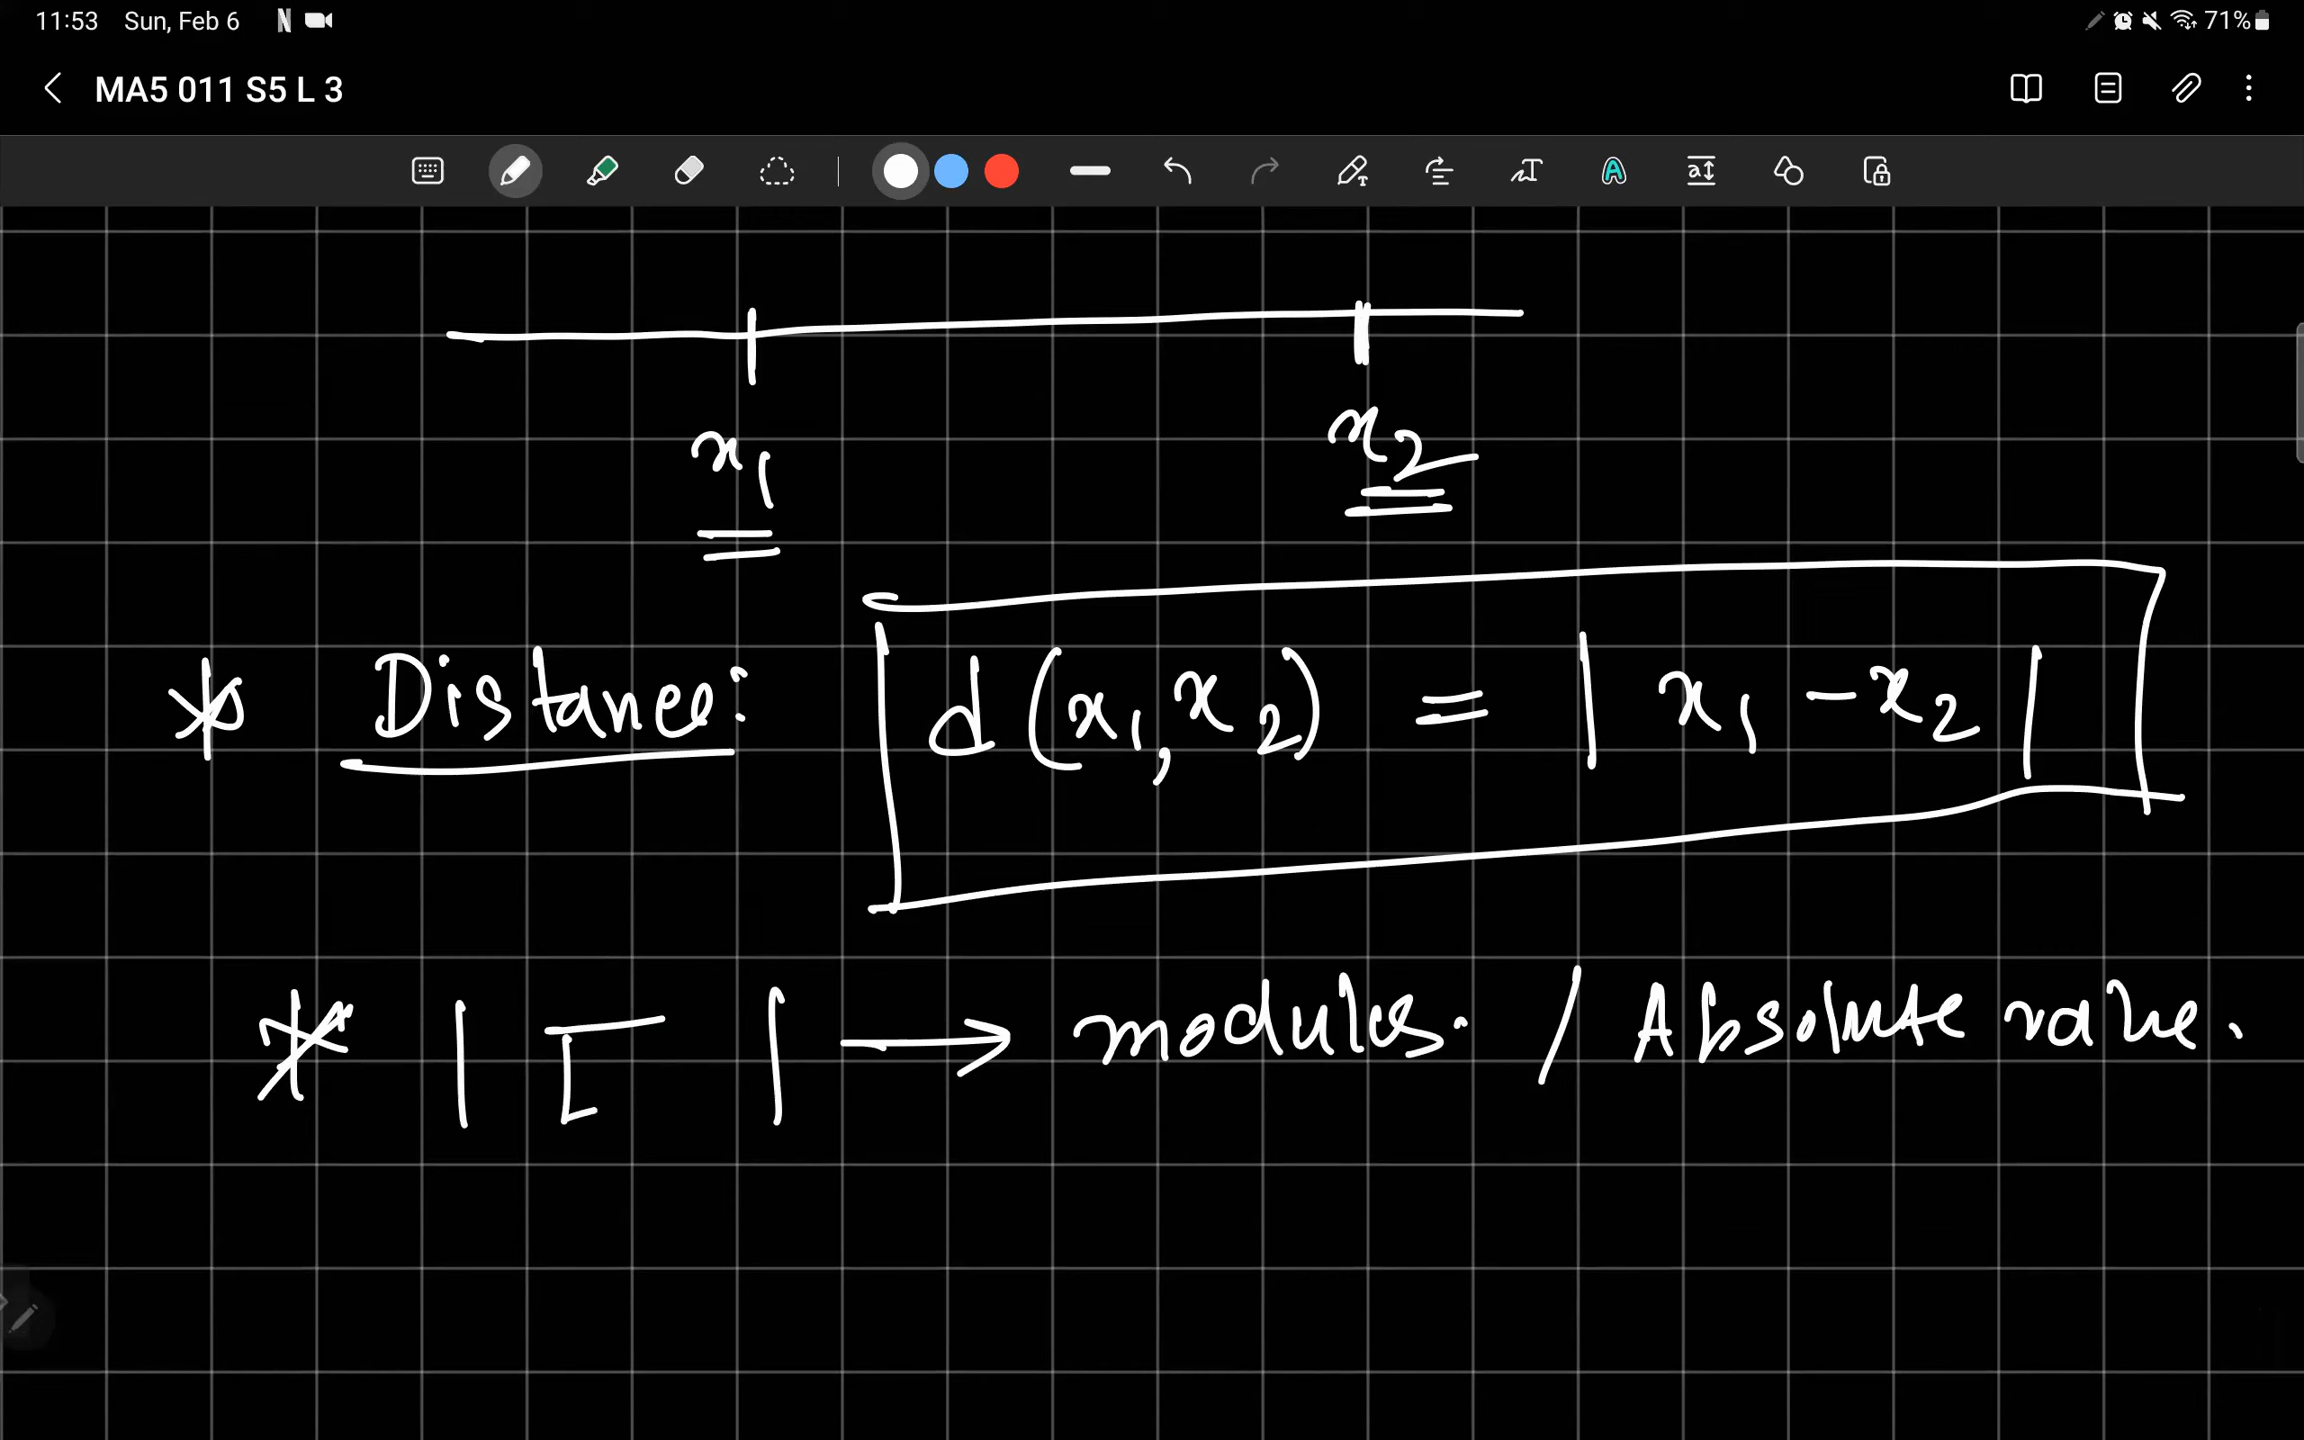 11:53 Sun, Feb 6 N 71%
MA5 011 S5 L 3
x₁ x₂
* Distance: d(x₁, x₂) = | x₁ - x₂ |
* | | → modules. / Absolute value.